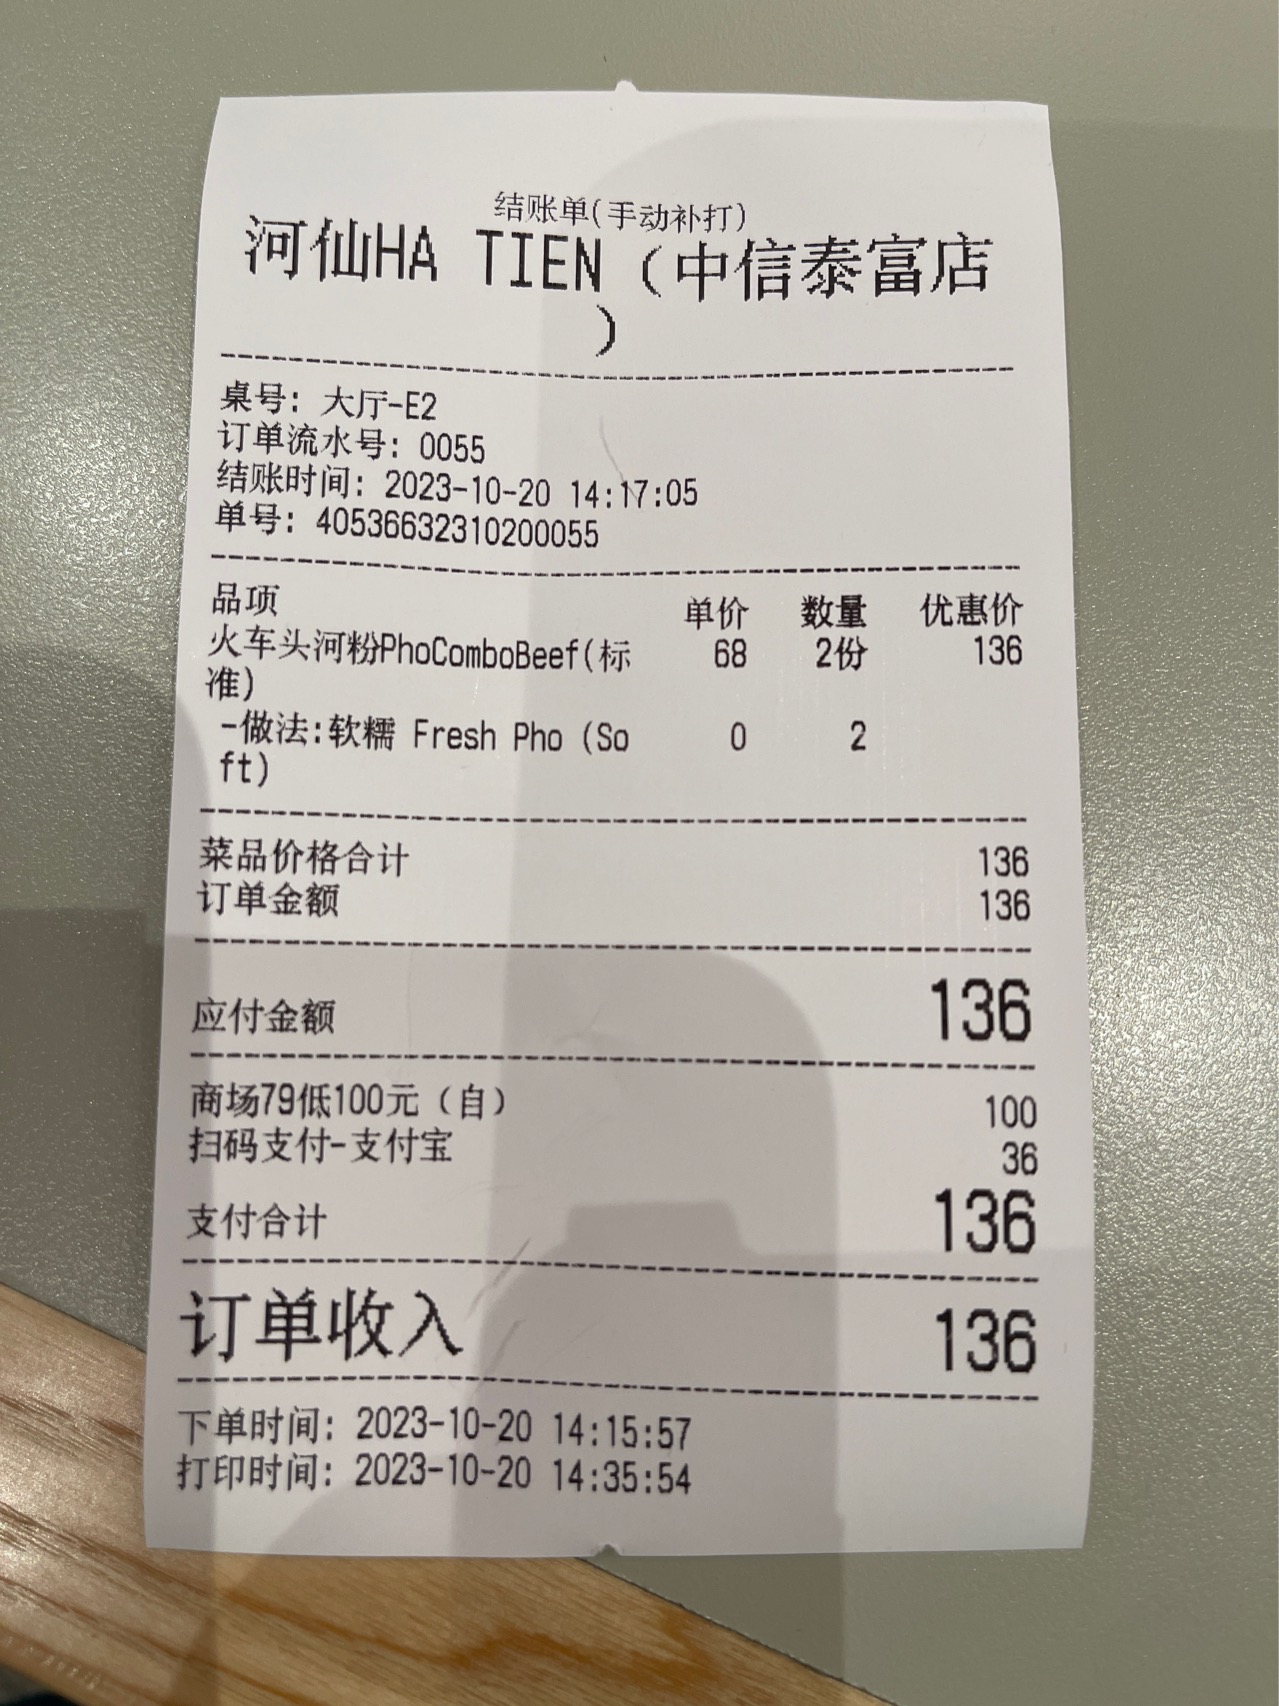 结账单(手动补打)
河仙HA TIEN（中信泰富店
）
桌号: 大厅-E2
订单流水号: 0055
结账时间: 2023-10-20 14:17:05
单号: 40536632310200055
品项 单价 数量 优惠价
火车头河粉PhoComboBeef(标 68 2份 136
准)
-做法:软糯 Fresh Pho (So 0 2
ft)
菜品价格合计 136
订单金额 136
应付金额 136
商场79低100元（自） 100
扫码支付-支付宝 36
支付合计 136
订单收入 136
下单时间: 2023-10-20 14:15:57
打印时间: 2023-10-20 14:35:54